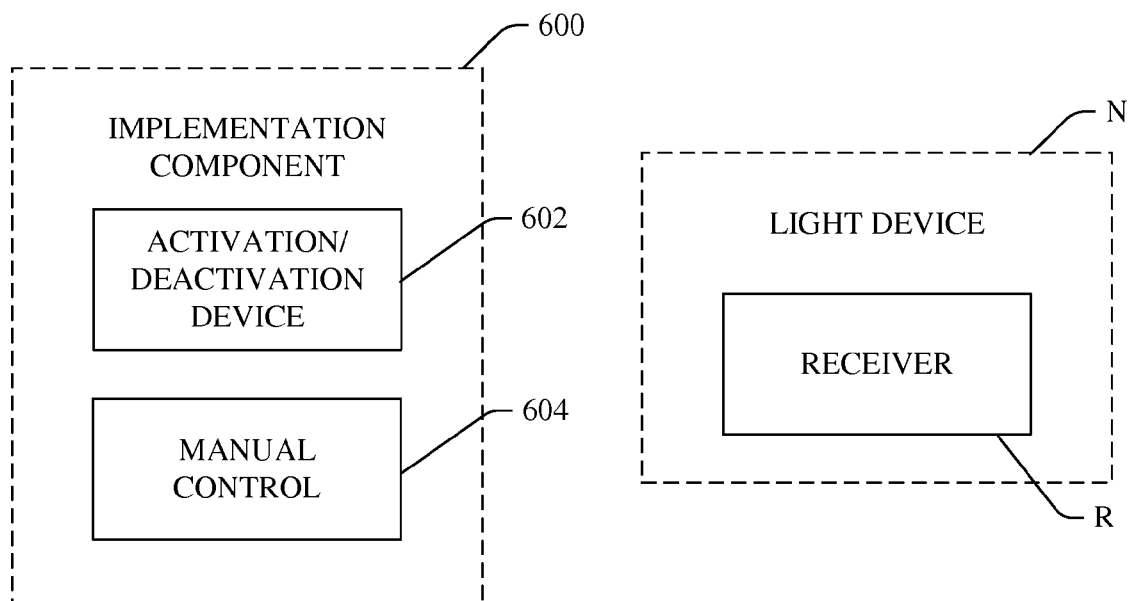 600
IMPLEMENTATION
COMPONENT
ACTIVATION/
DEACTIVATION
DEVICE
602
MANUAL
CONTROL
604
N
LIGHT DEVICE
RECEIVER
R